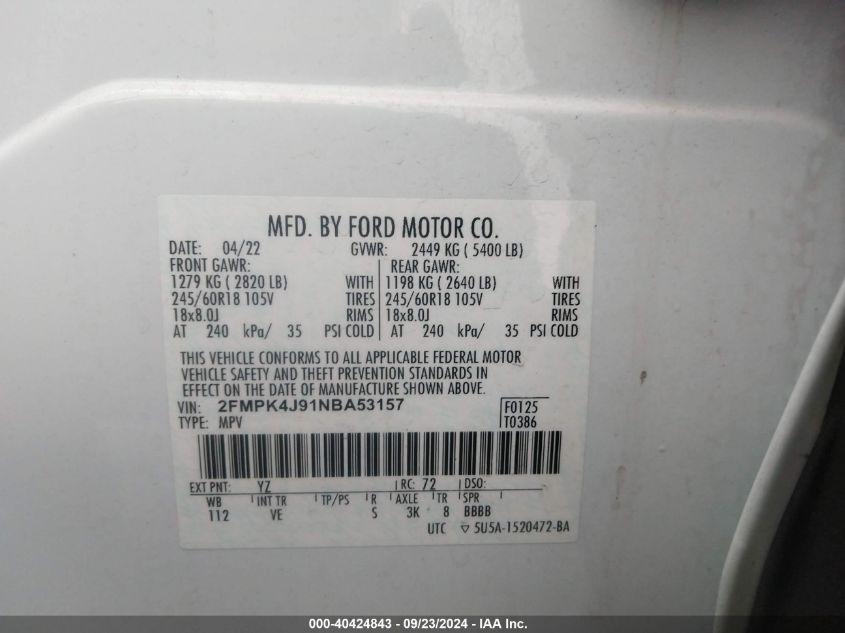 MFD. BY FORD MOTOR CO.
DATE: 04/22 GVWR: 2449 KG ( 5400 LB)
FRONT GAWR: REAR GAWR:
1279 KG ( 2820 LB) WITH 1198 KG ( 2640 LB) WITH
245/60R18 105V TIRES 245/60R18 105V TIRES
18x8.0J RIMS 18x8.0J RIMS
AT 240 kPa/ 35 PSI COLD AT 240 kPa/ 35 PSI COLD
THIS VEHICLE CONFORMS TO ALL APPLICABLE FEDERAL MOTOR
VEHICLE SAFETY AND THEFT PREVENTION STANDARDS IN
EFFECT ON THE DATE OF MANUFACTURE SHOWN ABOVE.
VIN: 2FMPK4J91NBA53157 F0125
TYPE: MPV T0386
EXT PNT: YZ RC: 72 DSO:
WB INT TR TP/PS R AXLE TR SPR
112 VE S 3K 8 BBBB
UTC ▽ 5U5A-1520472-BA
000-40424843 - 09/23/2024 - IAA Inc.